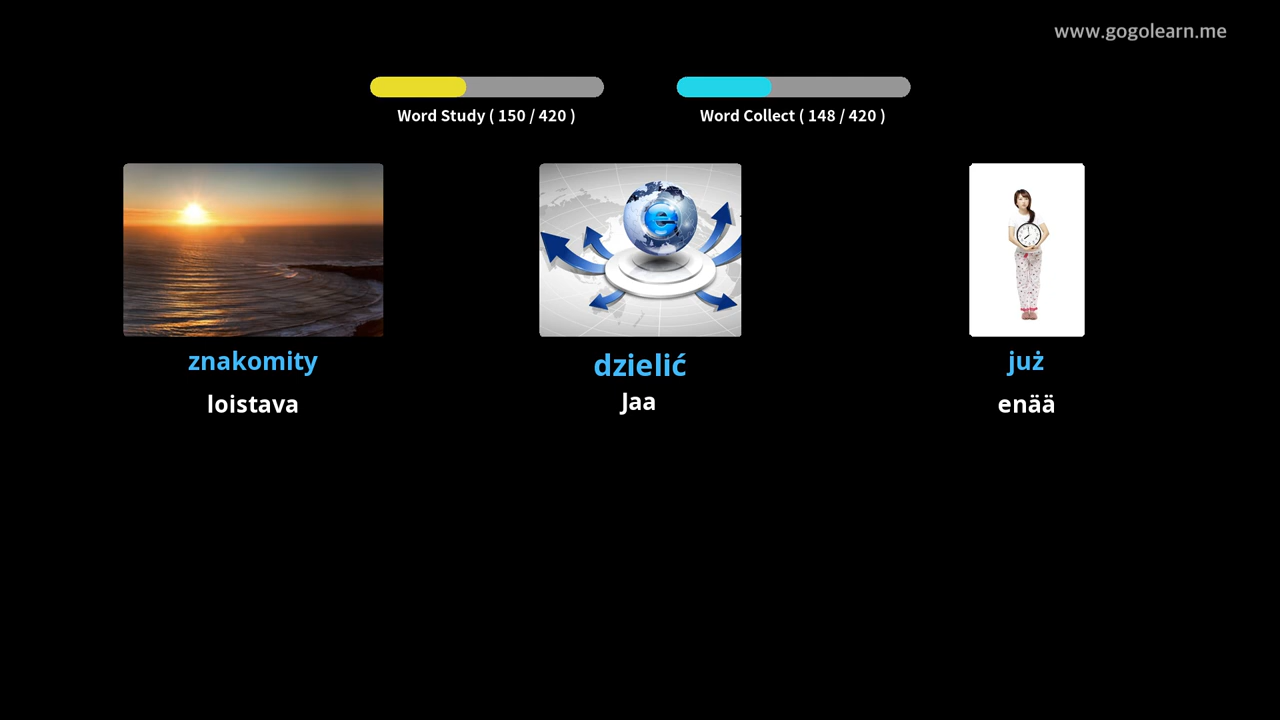 www.gogolearn.me
Word Study ( 150 / 420 )
Word Collect ( 148 / 420 )
e
znakomity
dzielić
już
loistava
Jaa
enää